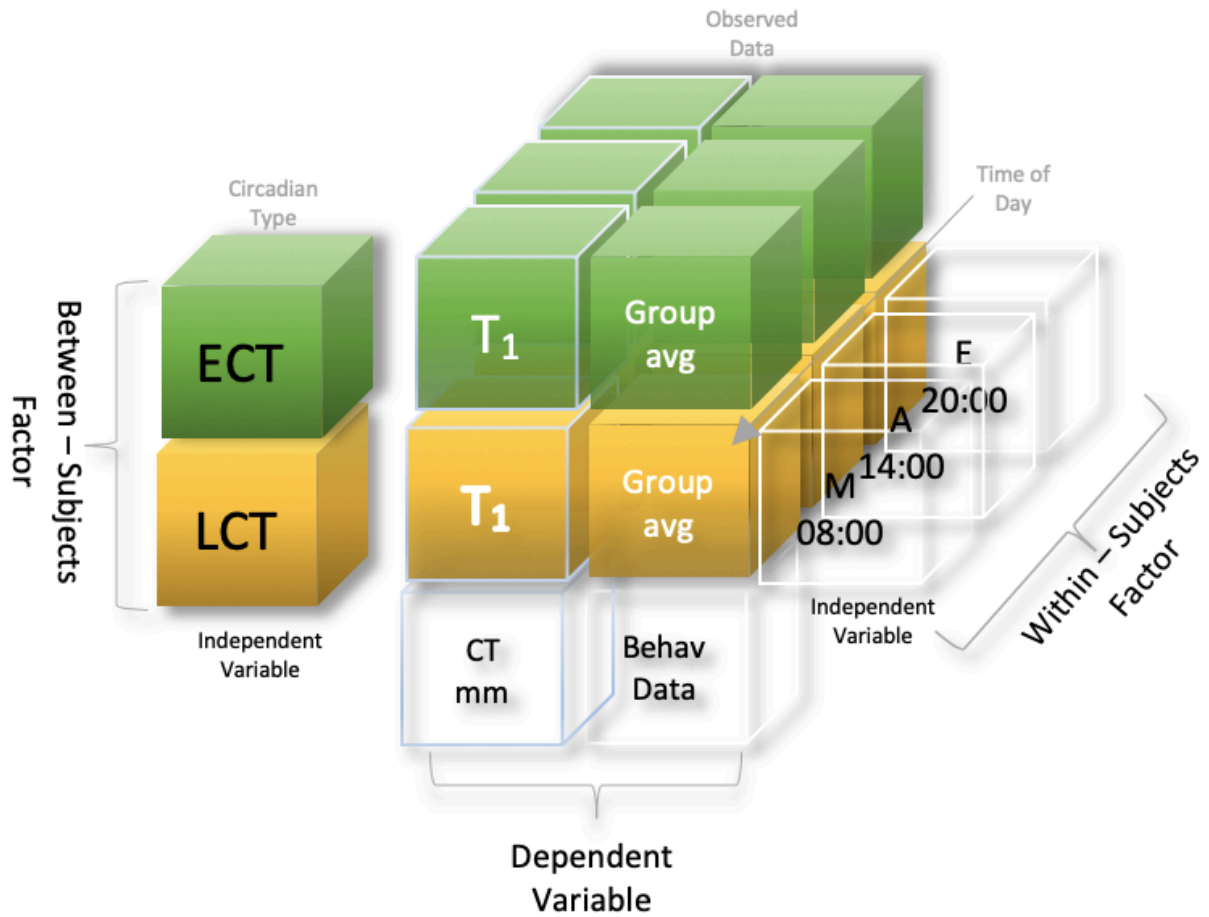 Observed
Data
Circadian
Type
Time of
Day
Between – Subjects
Factor
ECT
LCT
Independent
Variable
T1
Group
avg
T1
Group
avg
E
20:00
A
14:00
M
08:00
Independent
Variable
Within – Subjects
Factor
CT
mm
Behav
Data
Dependent
Variable